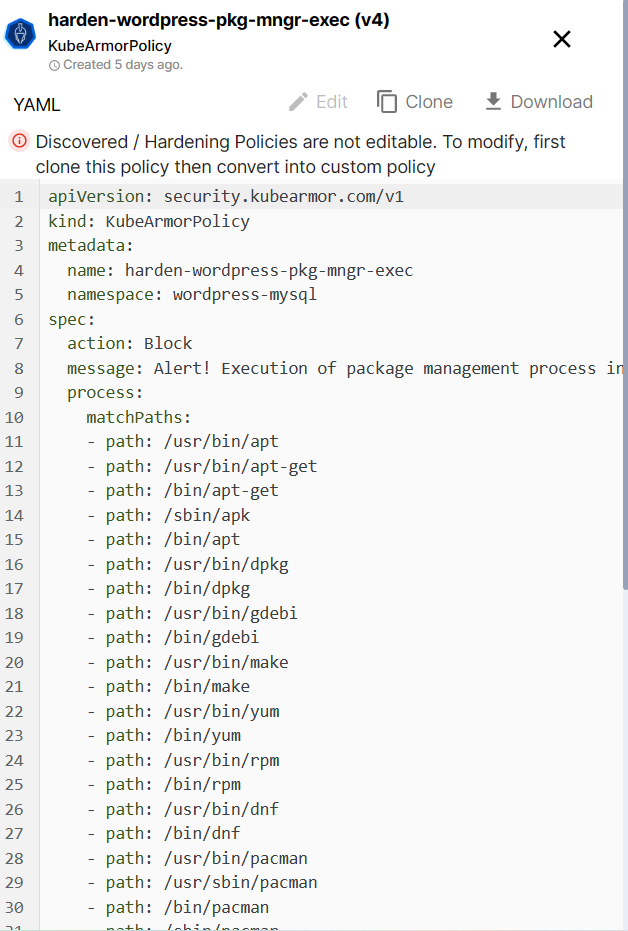 harden-wordpress-pkg-mngr-exec (v4)
KubeArmorPolicy
Created 5 days ago.
YAML
Edit
Clone
Download
Discovered / Hardening Policies are not editable. To modify, first
clone this policy then convert into custom policy
1 apiVersion: security.kubearmor.com/v1
2 kind: KubeArmorPolicy
3 metadata:
4   name: harden-wordpress-pkg-mngr-exec
5   namespace: wordpress-mysql
6 spec:
7   action: Block
8   message: Alert! Execution of package management process in
9   process:
10     matchPaths:
11     - path: /usr/bin/apt
12     - path: /usr/bin/apt-get
13     - path: /bin/apt-get
14     - path: /sbin/apk
15     - path: /bin/apt
16     - path: /usr/bin/dpkg
17     - path: /bin/dpkg
18     - path: /usr/bin/gdebi
19     - path: /bin/gdebi
20     - path: /usr/bin/make
21     - path: /bin/make
22     - path: /usr/bin/yum
23     - path: /bin/yum
24     - path: /usr/bin/rpm
25     - path: /bin/rpm
26     - path: /usr/bin/dnf
27     - path: /bin/dnf
28     - path: /usr/bin/pacman
29     - path: /usr/sbin/pacman
30     - path: /bin/pacman
31     - path: /sbin/pacman